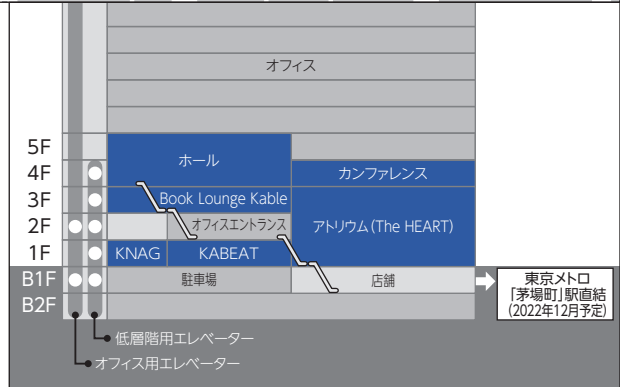 オフィス
5F
ホール
4F
カンファレンス
3F
Book Lounge Kable
2F
オフィスエントランス
アトリウム(The HEART)
1F
KNAG
KABEAT
B1F
駐車場
店舗
東京メトロ
「茅場町」駅直結
(2022年12月予定)
B2F
低層階用エレベーター
オフィス用エレベーター